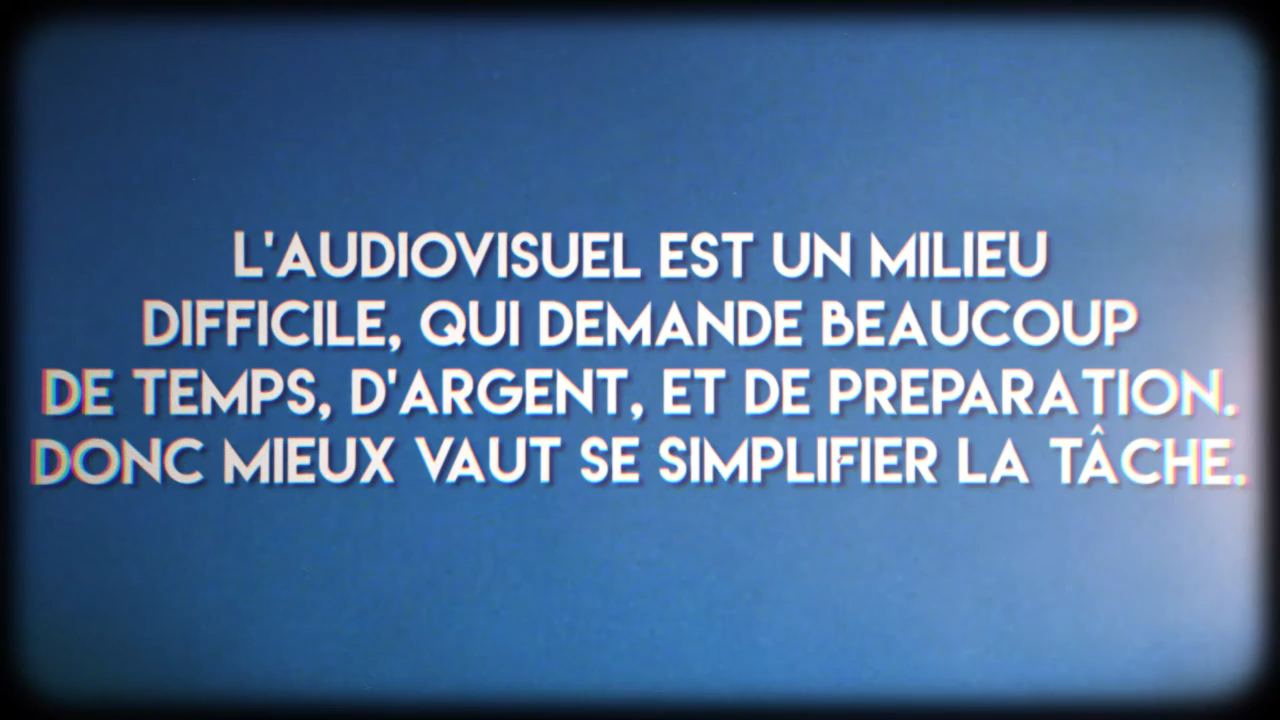 L'AUDIOVISUEL EST UN MILIEU
DIFFICILE, QUI DEMANDE BEAUCOUP
DE TEMPS, D'ARGENT, ET DE PREPARATION.
DONC MIEUX VAUT SE SIMPLIFIER LA TÂCHE.